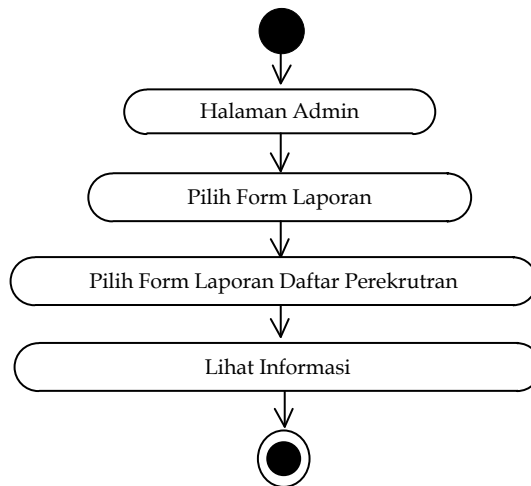 Halaman Admin
Pilih Form Laporan
Pilih Form Laporan Daftar Perekrutran
Lihat Informasi